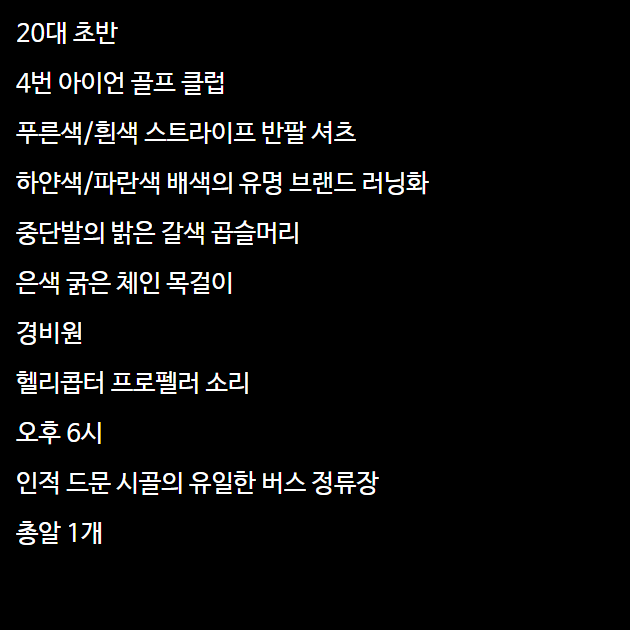 20대 초반
4번 아이언 골프 클럽
푸른색/흰색 스트라이프 반팔 셔츠
하얀색/파란색 배색의 유명 브랜드 러닝화
중단발의 밝은 갈색 곱슬머리
은색 굵은 체인 목걸이
경비원
헬리콥터 프로펠러 소리
오후 6시
인적 드문 시골의 유일한 버스 정류장
총알 1개